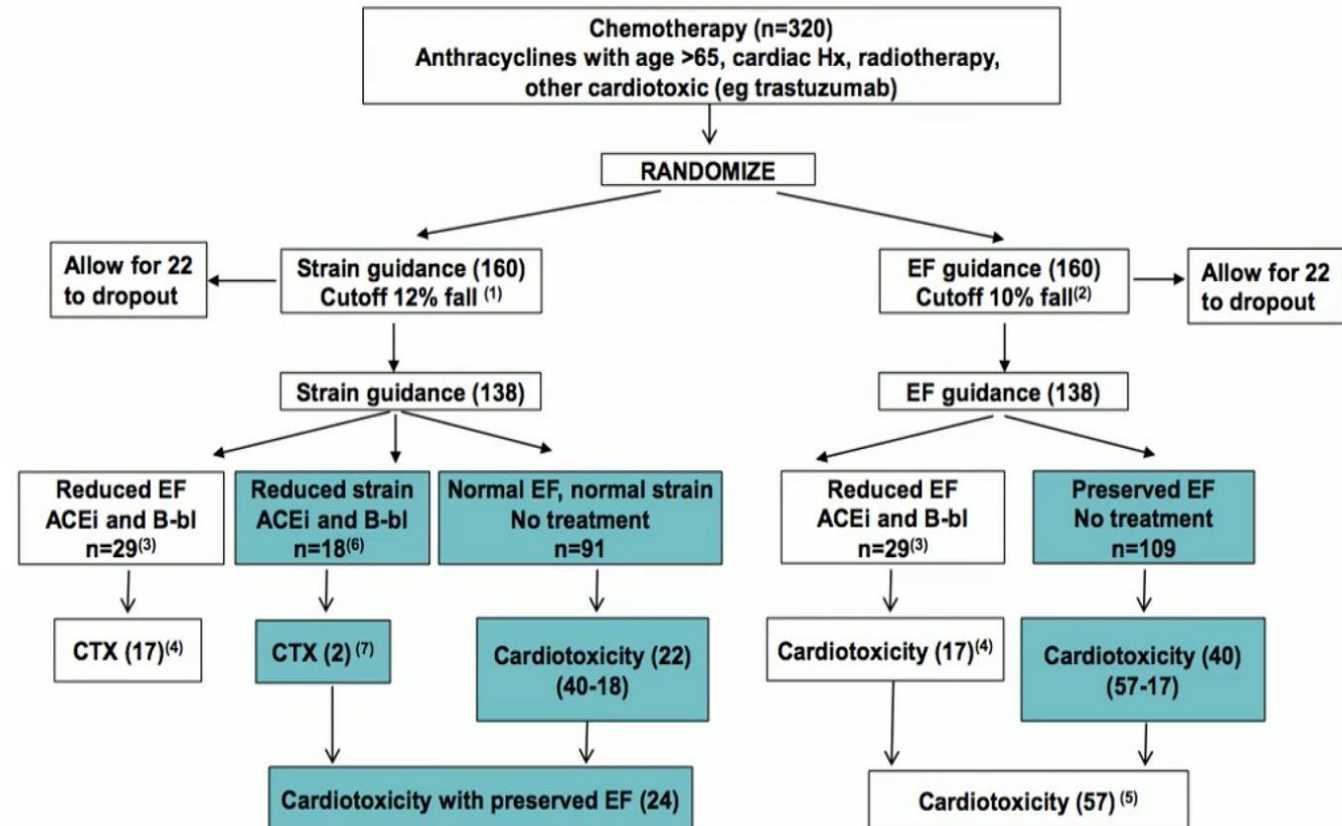 Chemotherapy (n=320)
Anthracyclines with age >65, cardiac Hx, radiotherapy,
other cardiotoxic (eg trastuzumab)
RANDOMIZE
Allow for 22
to dropout
Strain guidance (160)
Cutoff 12% fall (1)
EF guidance (160)
Cutoff 10% fall(2)
Allow for 22
to dropout
Strain guidance (138)
EF guidance (138)
Reduced EF
ACEi and B-bl
n=29(3)
Reduced strain
ACEi and B-bl
n=18(6)
Normal EF, normal strain
No treatment
n=91
Reduced EF
ACEi and B-bl
n=29(3)
Preserved EF
No treatment
n=109
CTX (17)(4)
CTX (2) (7)
Cardiotoxicity (22)
(40-18)
Cardiotoxicity (17)(4)
Cardiotoxicity (40)
(57-17)
Cardiotoxicity with preserved EF (24)
Cardiotoxicity (57) (5)